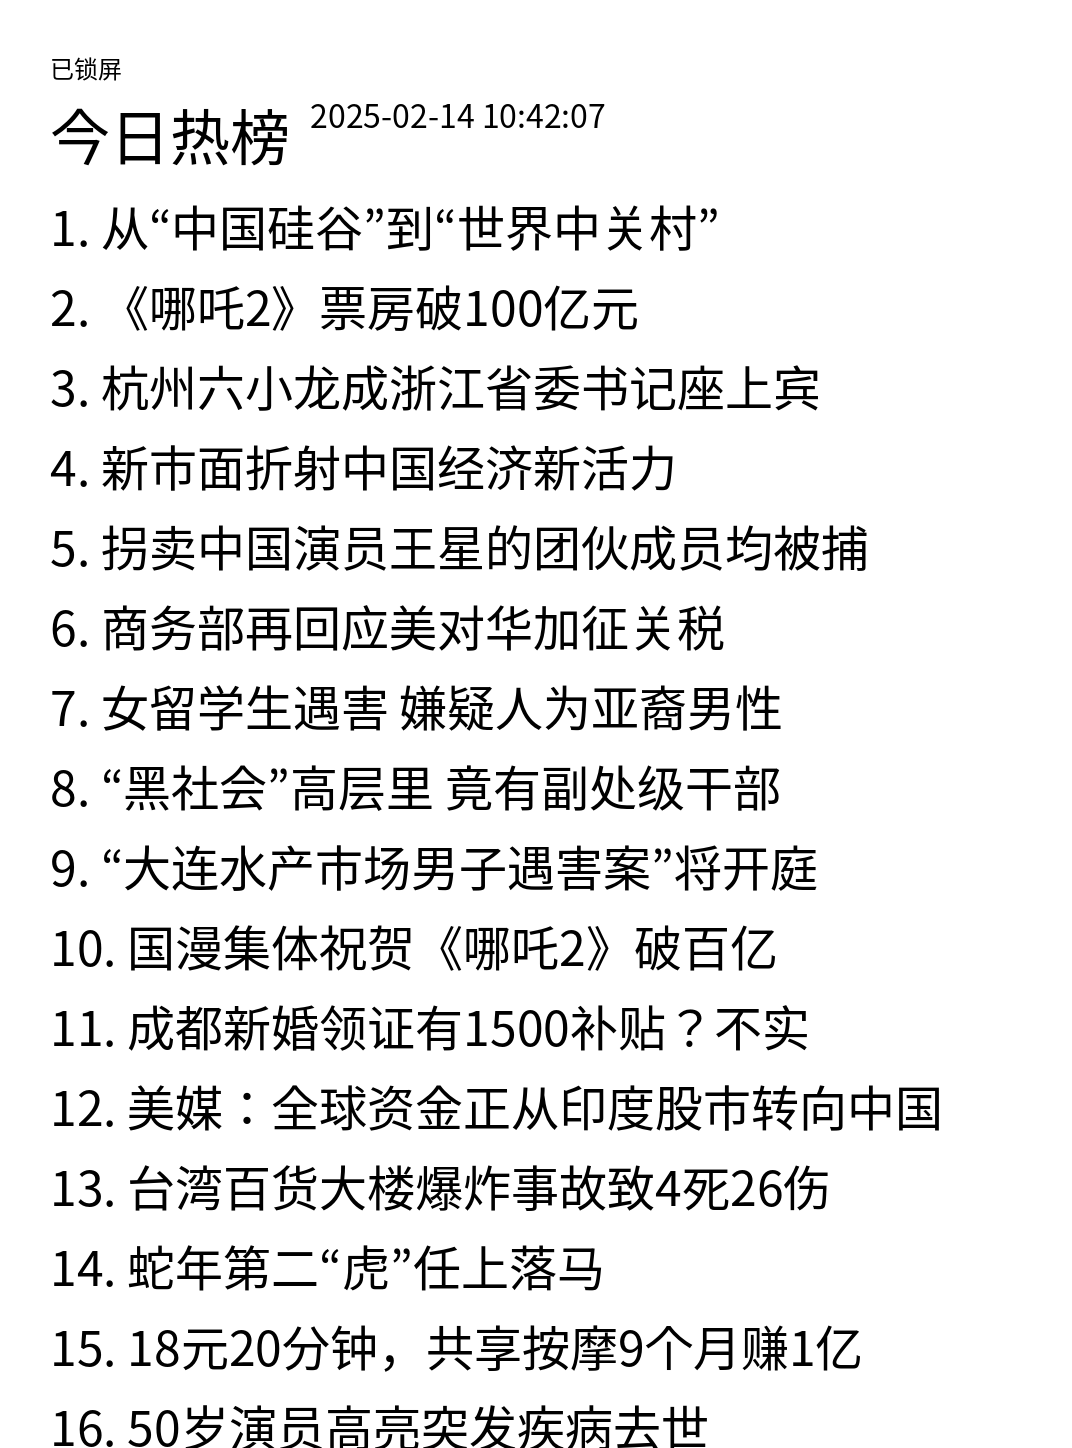 已锁屏
今日热榜 2025-02-14 10:42:07
1. 从“中国硅谷”到“世界中关村”
2. 《哪吒2》票房破100亿元
3. 杭州六小龙成浙江省委书记座上宾
4. 新市面折射中国经济新活力
5. 拐卖中国演员王星的团伙成员均被捕
6. 商务部再回应美对华加征关税
7. 女留学生遇害 嫌疑人为亚裔男性
8. “黑社会”高层里 竟有副处级干部
9. “大连水产市场男子遇害案”将开庭
10. 国漫集体祝贺《哪吒2》破百亿
11. 成都新婚领证有1500补贴？不实
12. 美媒：全球资金正从印度股市转向中国
13. 台湾百货大楼爆炸事故致4死26伤
14. 蛇年第二“虎”任上落马
15. 18元20分钟，共享按摩9个月赚1亿
16. 50岁演员高亮突发疾病去世